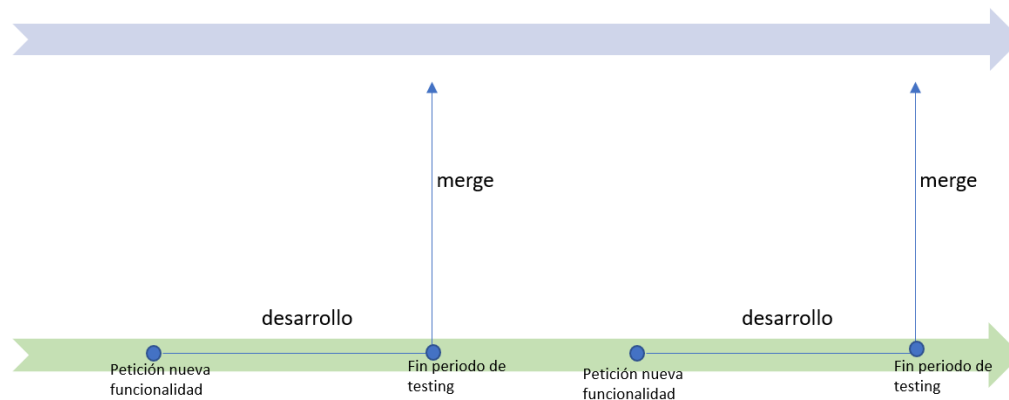 merge
merge
desarrollo
desarrollo
Petición nueva
funcionalidad
Fin periodo de
testing
Petición nueva
funcionalidad
Fin periodo de
testing